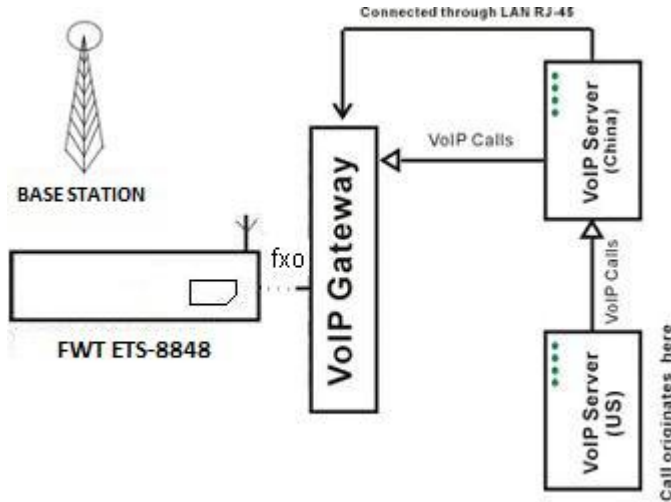 Connected through LAN RJ-45
VoIP Server
(China)
VoIP Calls
BASE STATION
fxo
VoIP Gateway
VoIP Calls
FWT ETS-8848
VoIP Server
(US)
Call originates here